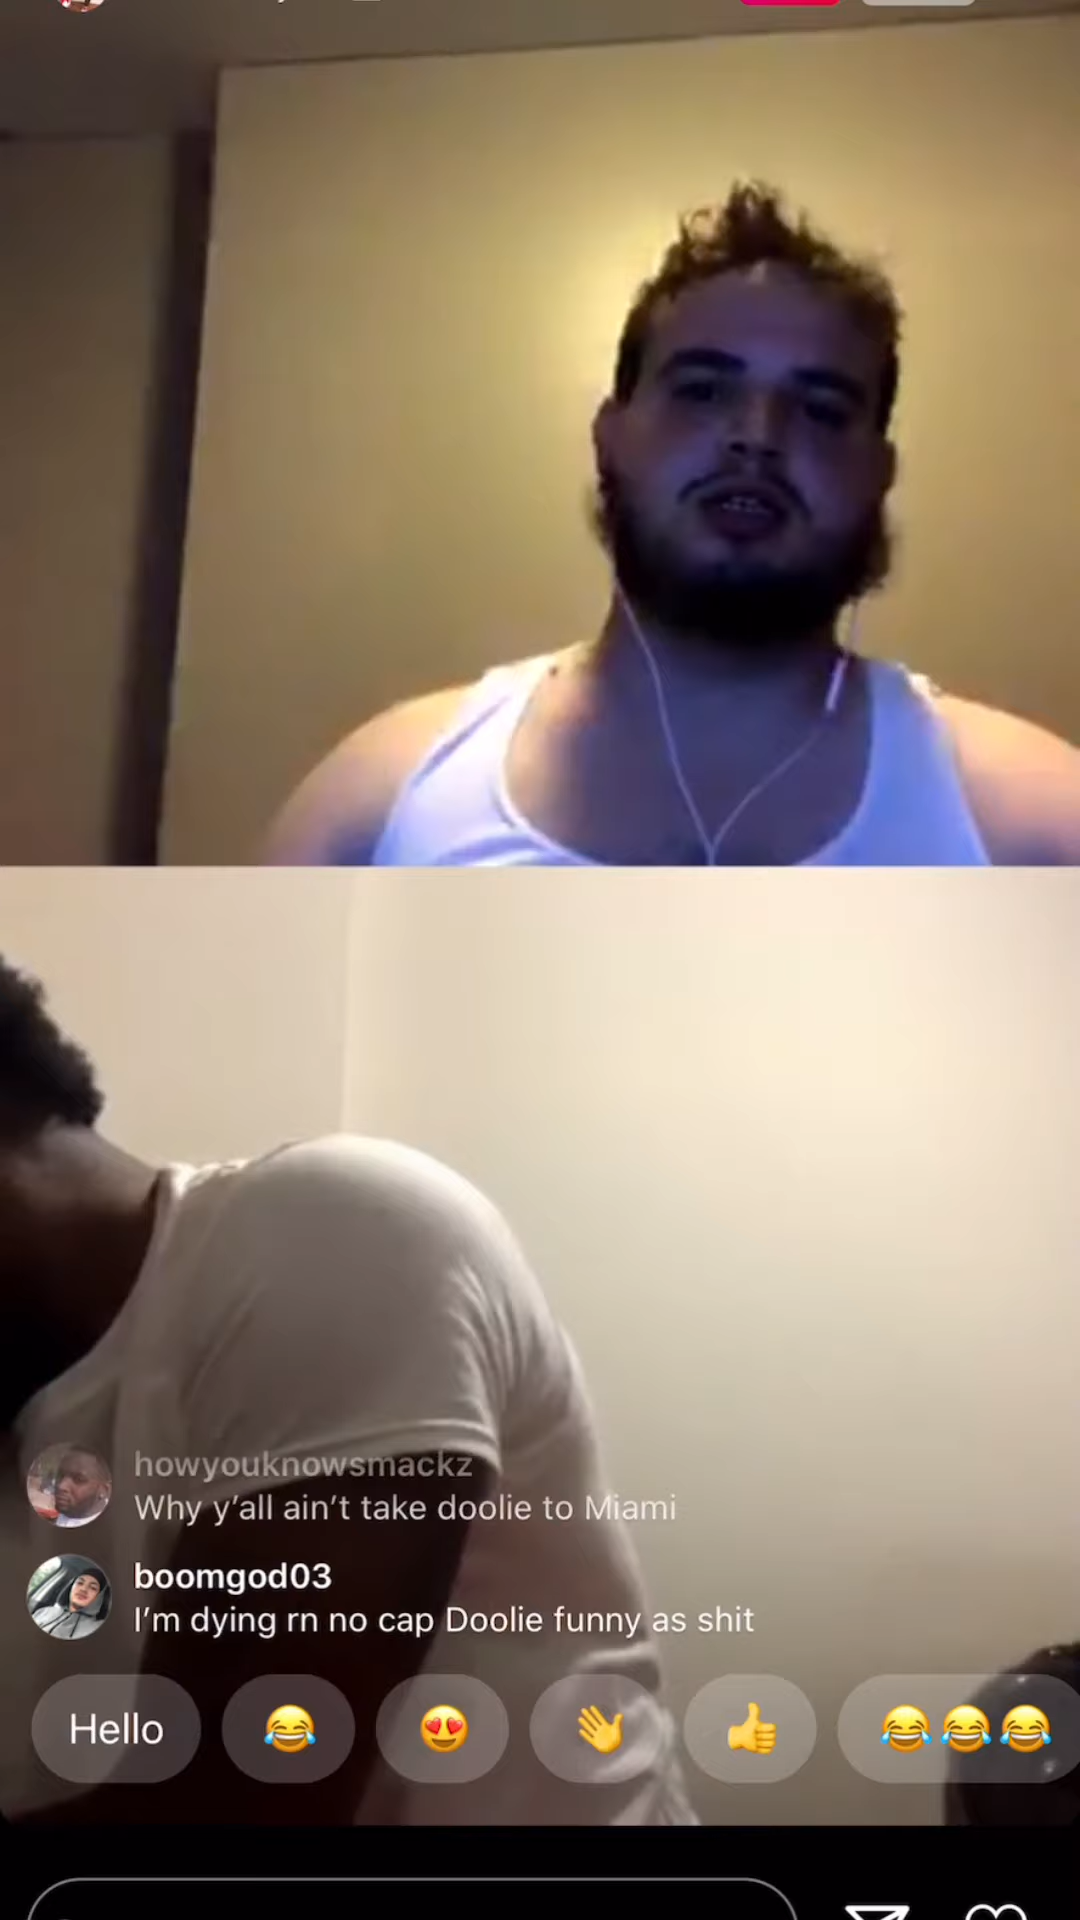 howyouknowsmackz
Why y’all ain’t take doolie to Miami
boomgod03
I’m dying rn no cap Doolie funny as shit
Hello